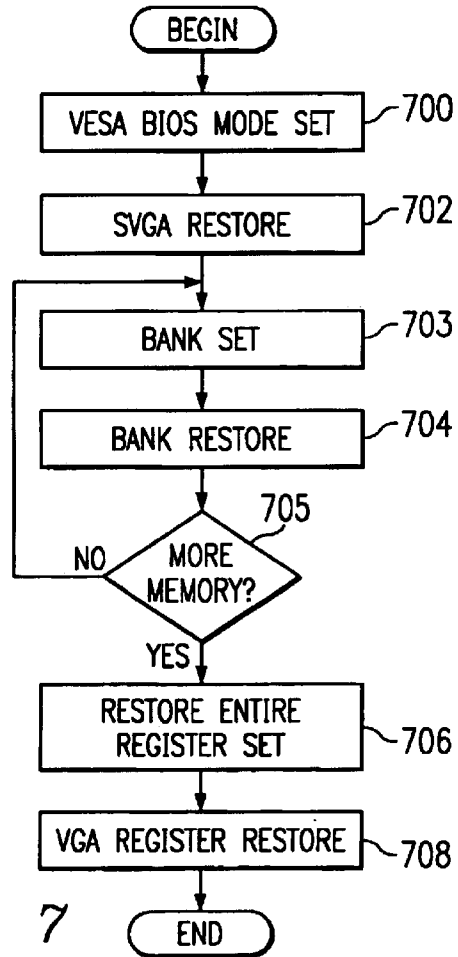 BEGIN
VESA BIOS MODE SET
700
SVGA RESTORE
702
BANK SET
703
BANK RESTORE
704
705
MORE
MEMORY?
NO
YES
RESTORE ENTIRE
REGISTER SET
706
VGA REGISTER RESTORE
708
7
END